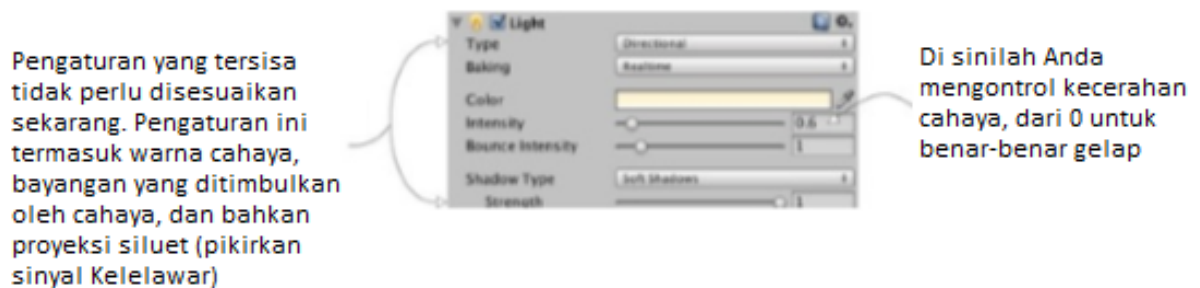 Pengaturan yang tersisa
tidak perlu disesuaikan
sekarang. Pengaturan ini
termasuk warna cahaya,
bayangan yang ditimbulkan
oleh cahaya, dan bahkan
proyeksi siluet (pikirkan
sinyal Kelelawar)
Light
Type Directional
Baking Realtime
Color
Intensity 0.6
Bounce Intensity 1
Shadow Type Soft Shadows
Strength 1
Di sinilah Anda
mengontrol kecerahan
cahaya, dari 0 untuk
benar-benar gelap